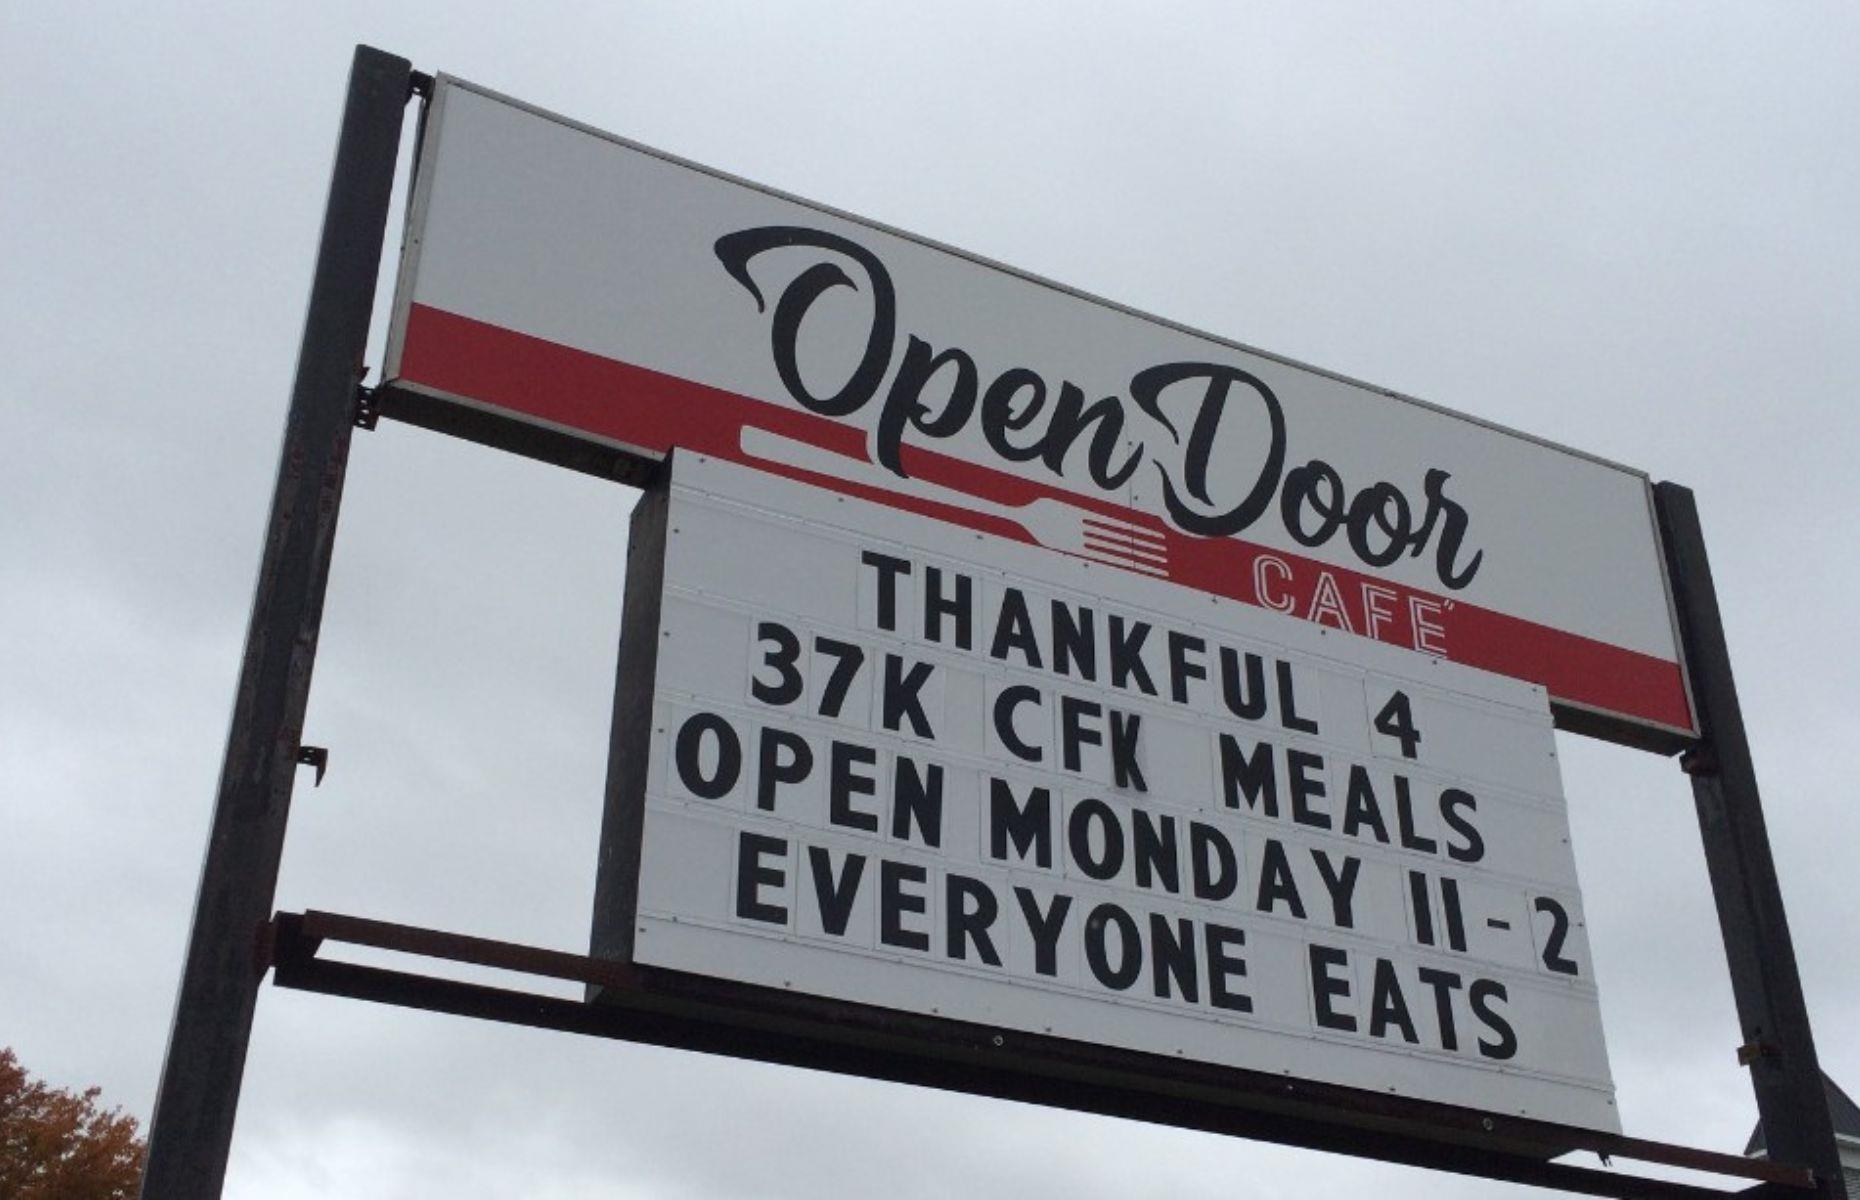 Open Door
CAFE"
THANKFUL 4
37K CFK MEALS
OPEN MONDAY 11-2
EVERYONE EATS